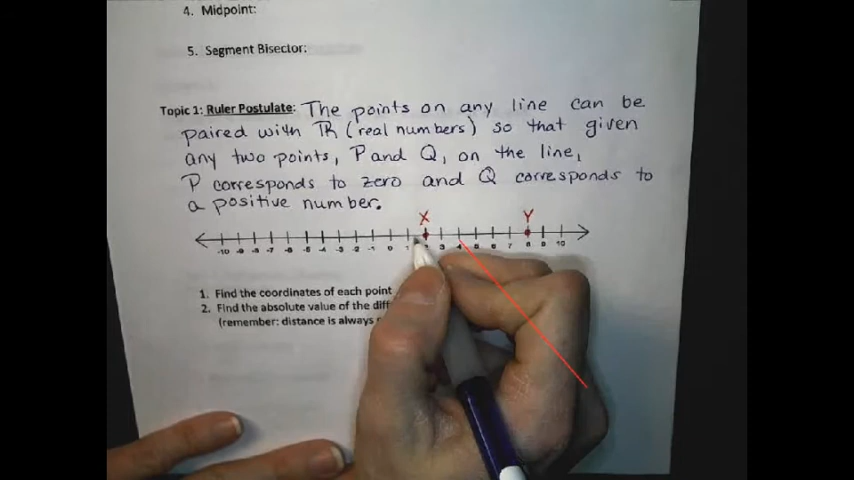 4. Midpoint:
5. Segment Bisector:
Topic 1: Ruler Postulate: The points on any line can be
paired with ℝ (real numbers) so that given
any two points, P and Q, on the line,
P corresponds to zero and Q corresponds to
a positive number.
X Y
-10 -9 -8 -7 -6 -5 -4 -3 -2 -1 0 1 2 3 4 5 6 7 8 9 10
1. Find the coordinates of each point
2. Find the absolute value of the
(remember: distance is always